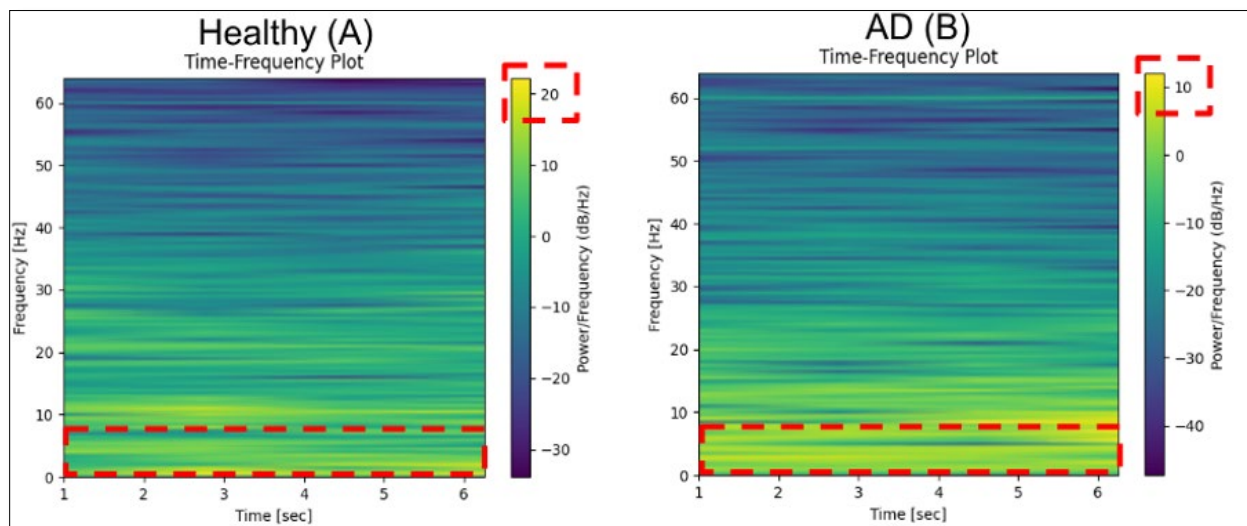 Healthy (A)
Time-Frequency Plot
60
50
40
30
20
10
0
Frequency [Hz]
1 2 3 4 5 6
Time [sec]
20
10
0
−10
−20
−30
Power/Frequency (dB/Hz)
AD (B)
Time-Frequency Plot
60
50
40
30
20
10
0
Frequency [Hz]
1 2 3 4 5 6
Time [sec]
10
0
−10
−20
−30
−40
Power/Frequency (dB/Hz)